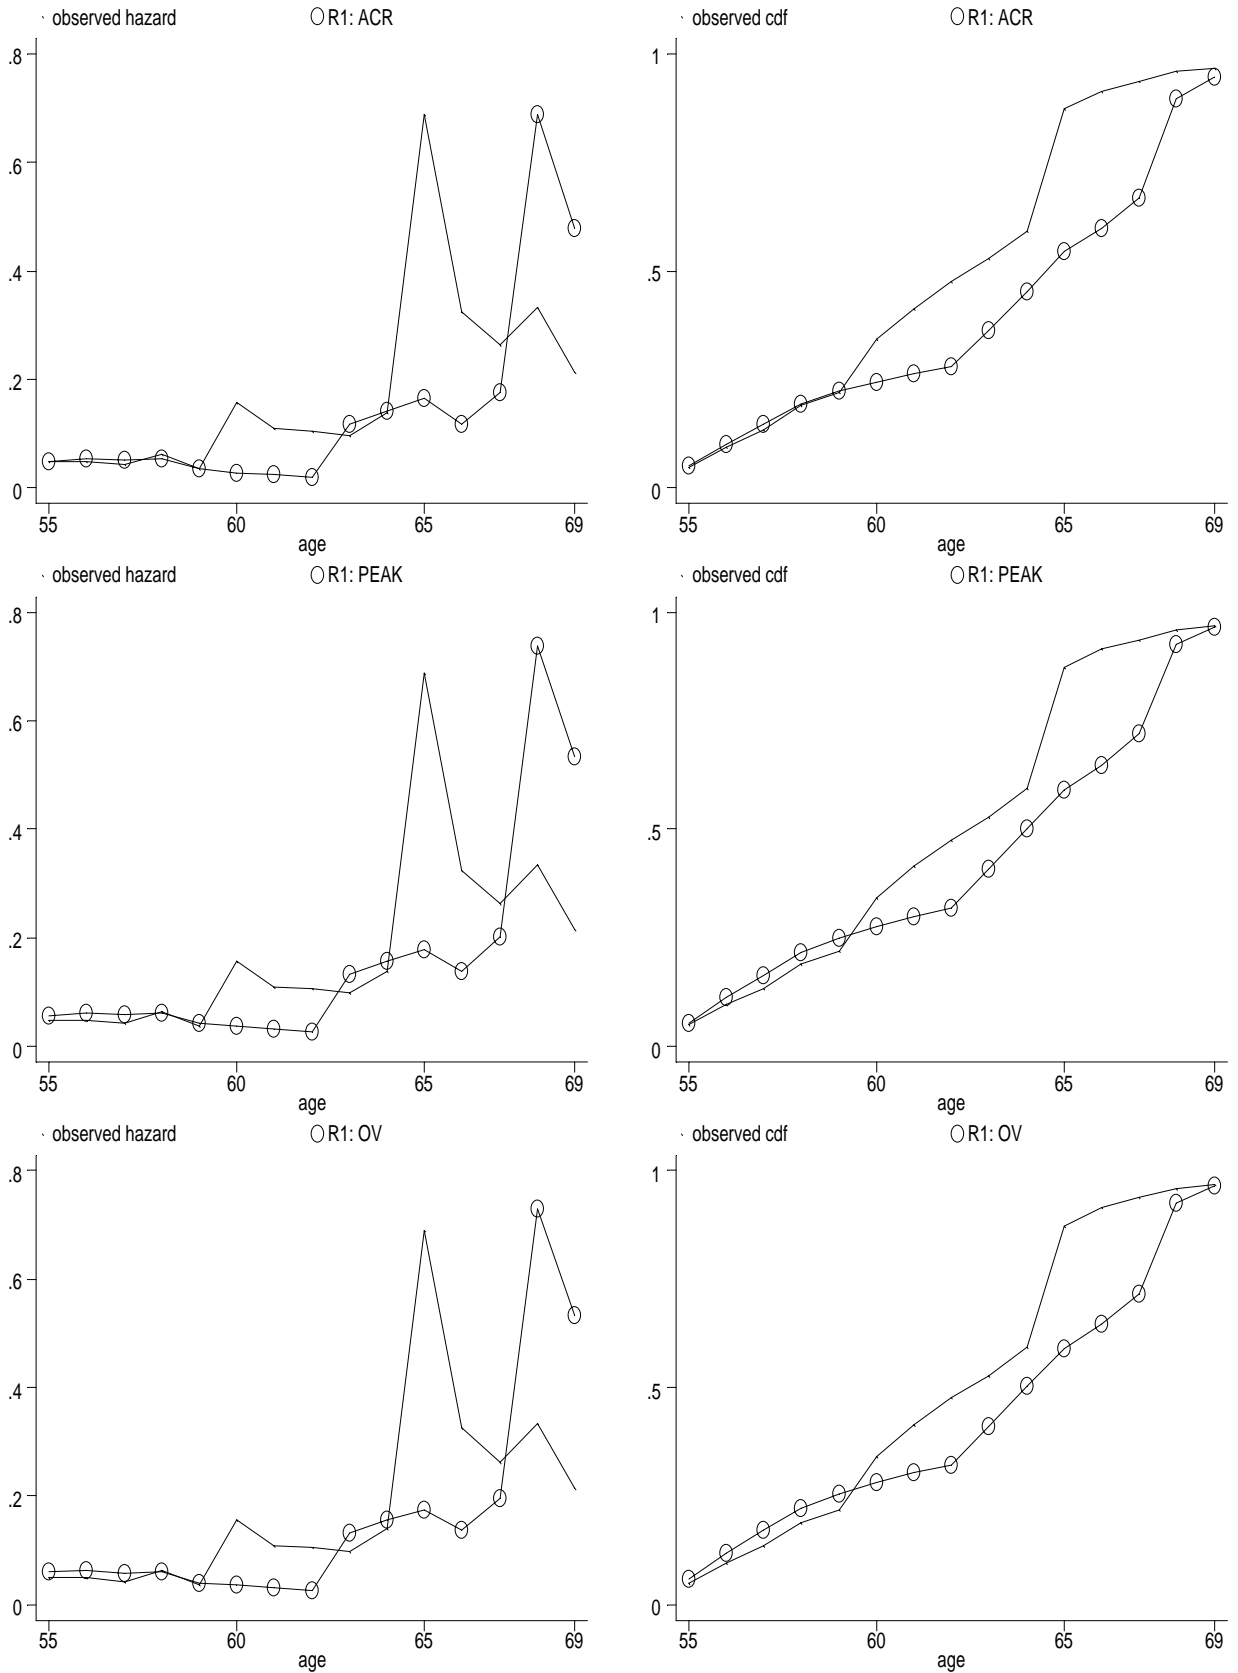 observed hazard R1: ACR
observed cdf R1: ACR
.8
.6
.4
.2
0
55 60 65 69
age
1
.5
0
55 60 65 69
age
observed hazard R1: PEAK
observed cdf R1: PEAK
.8
.6
.4
.2
0
55 60 65 69
age
1
.5
0
55 60 65 69
age
observed hazard R1: OV
observed cdf R1: OV
.8
.6
.4
.2
0
55 60 65 69
age
1
.5
0
55 60 65 69
age